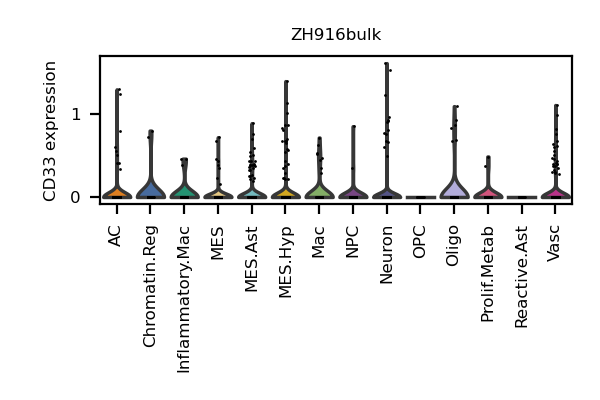 ZH916bulk
CD33 expression
1
0
AC
Chromatin.Reg
Inflammatory.Mac
MES
MES.Ast
MES.Hyp
Mac
NPC
Neuron
OPC
Oligo
Prolif.Metab
Reactive.Ast
Vasc